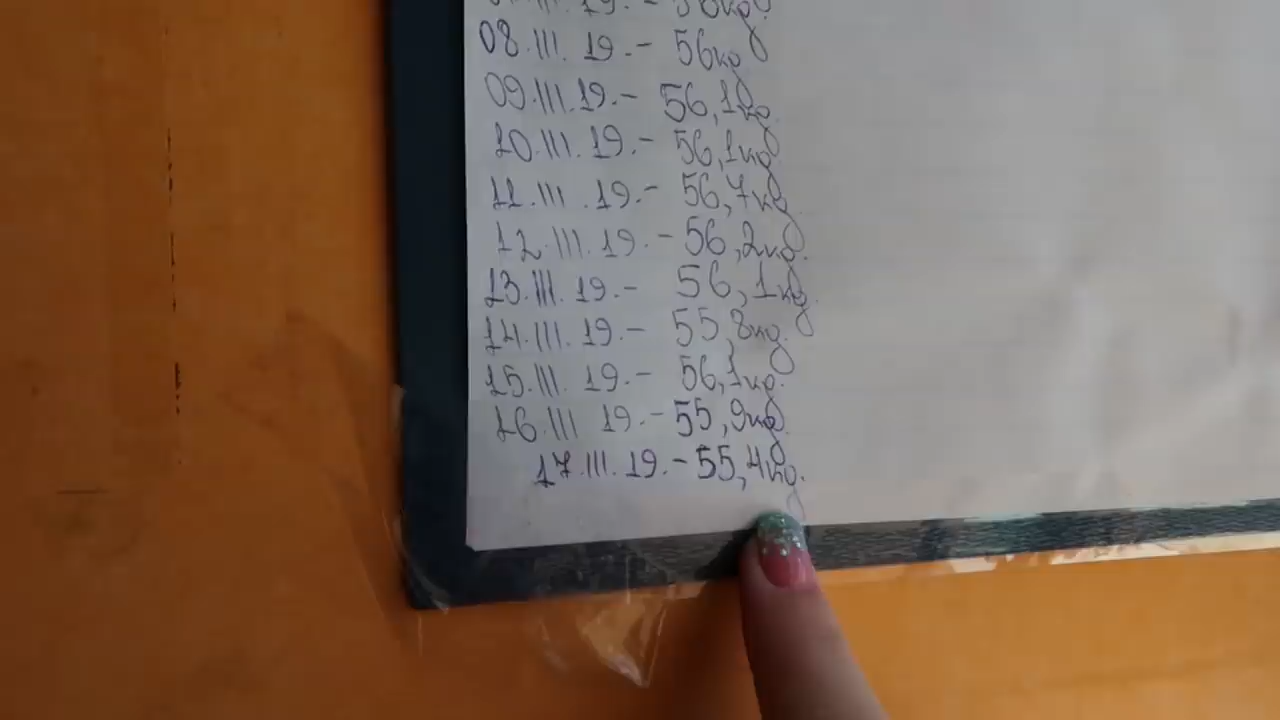 08.III.19.- 56кг
09.III.19.- 56,1кг.
10.III.19.- 56,1кг
11.III.19.- 56,7кг.
12.III.19.- 56,2кг.
13.III.19.- 56,1кг.
14.III.19.- 55,8кг.
15.III.19.- 56,1кг.
16.III 19.- 55,9кг.
17.III.19.- 55,4кг.